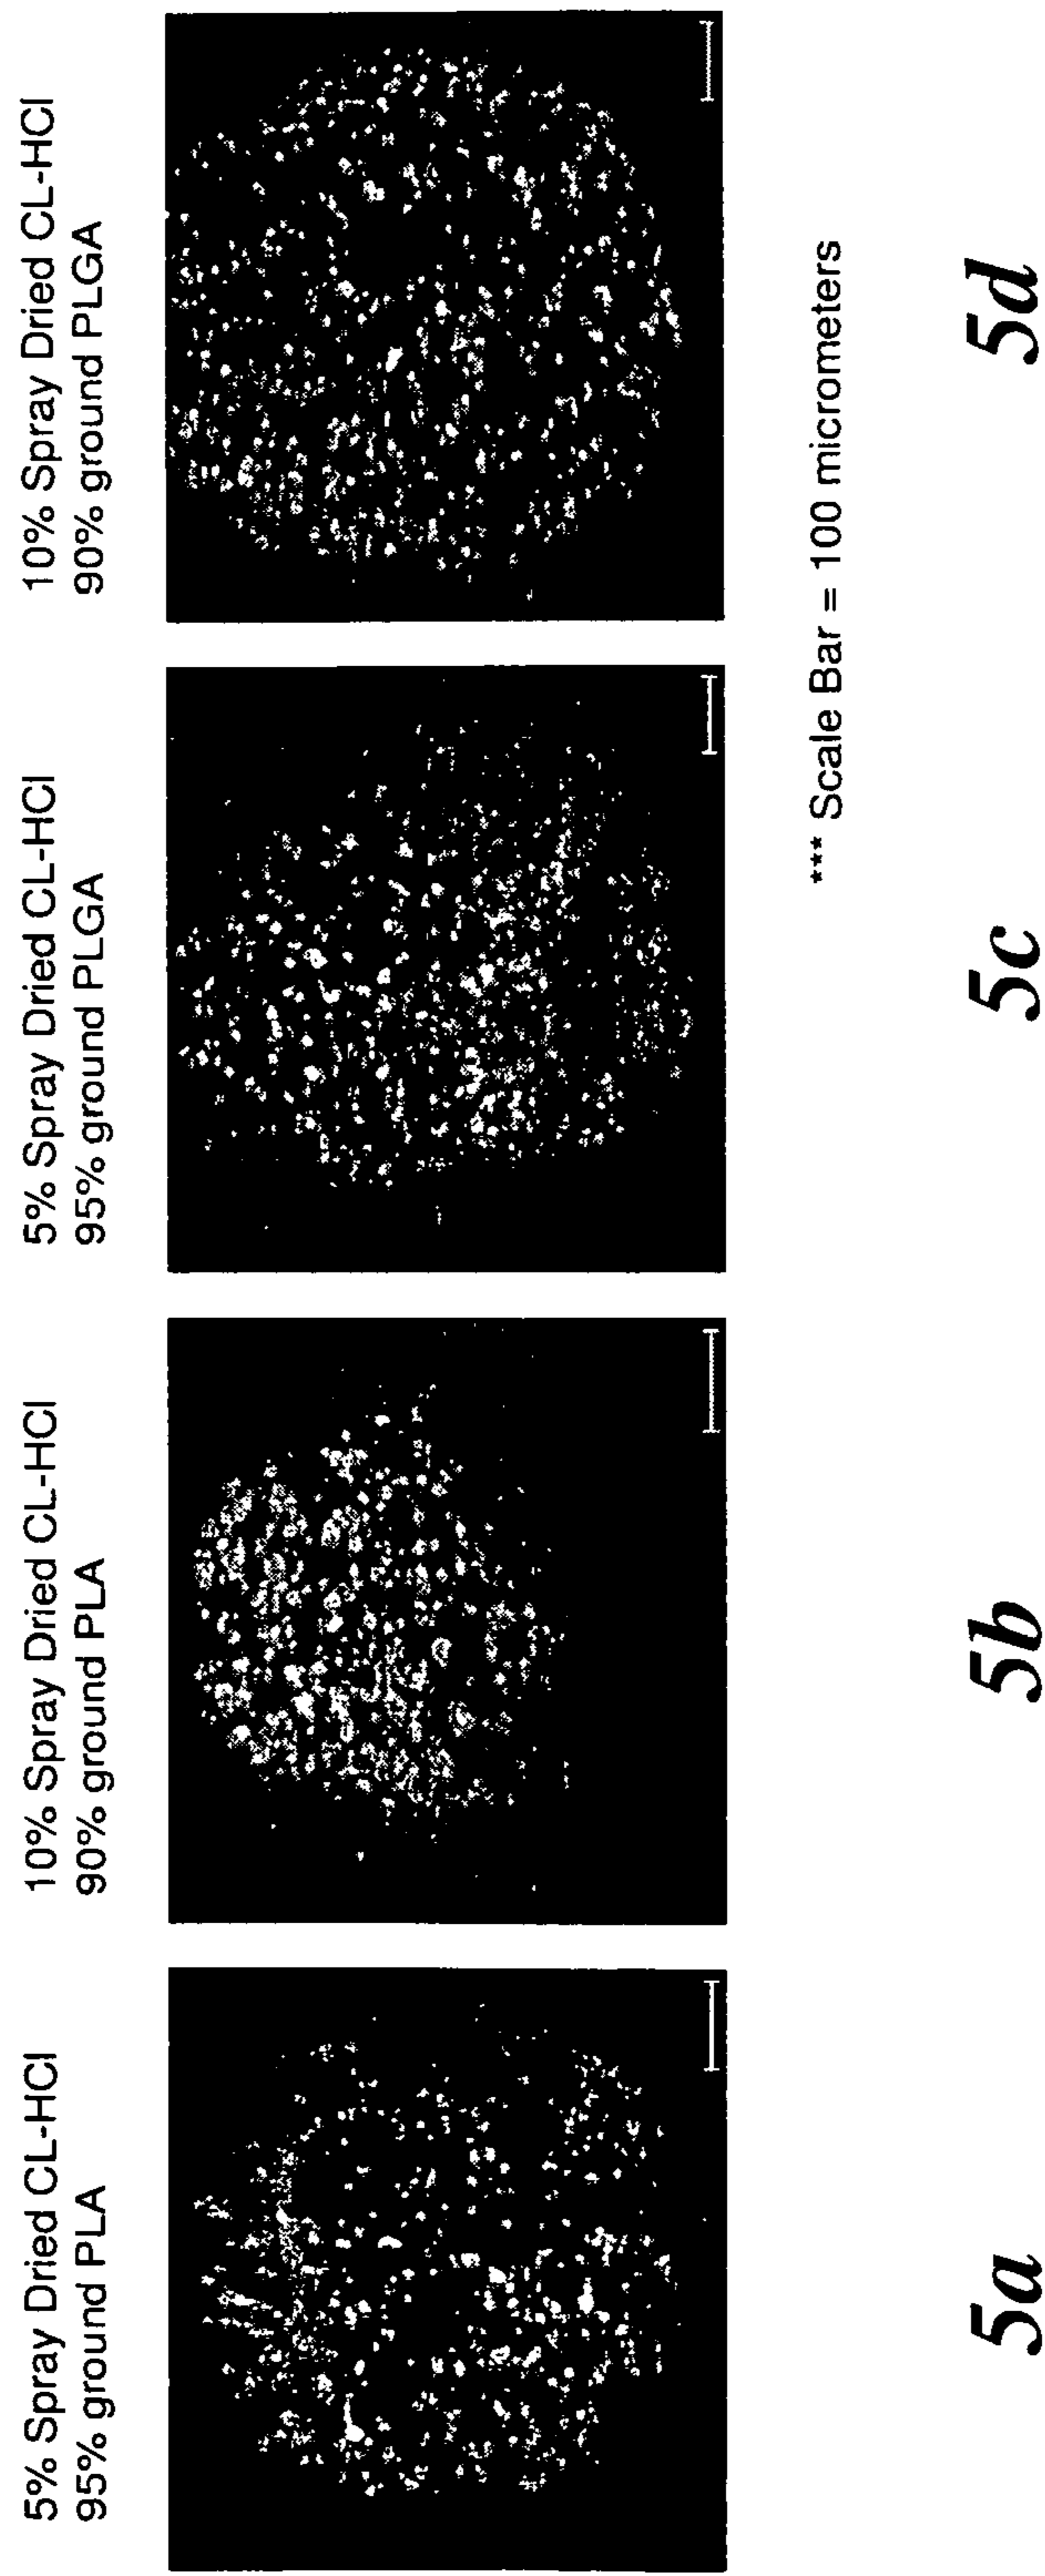 5% Spray Dried CL-HCl
95% ground PLA
10% Spray Dried CL-HCl
90% ground PLA
5% Spray Dried CL-HCl
95% ground PLGA
10% Spray Dried CL-HCl
90% ground PLGA
*** Scale Bar = 100 micrometers
5a
5b
5c
5d